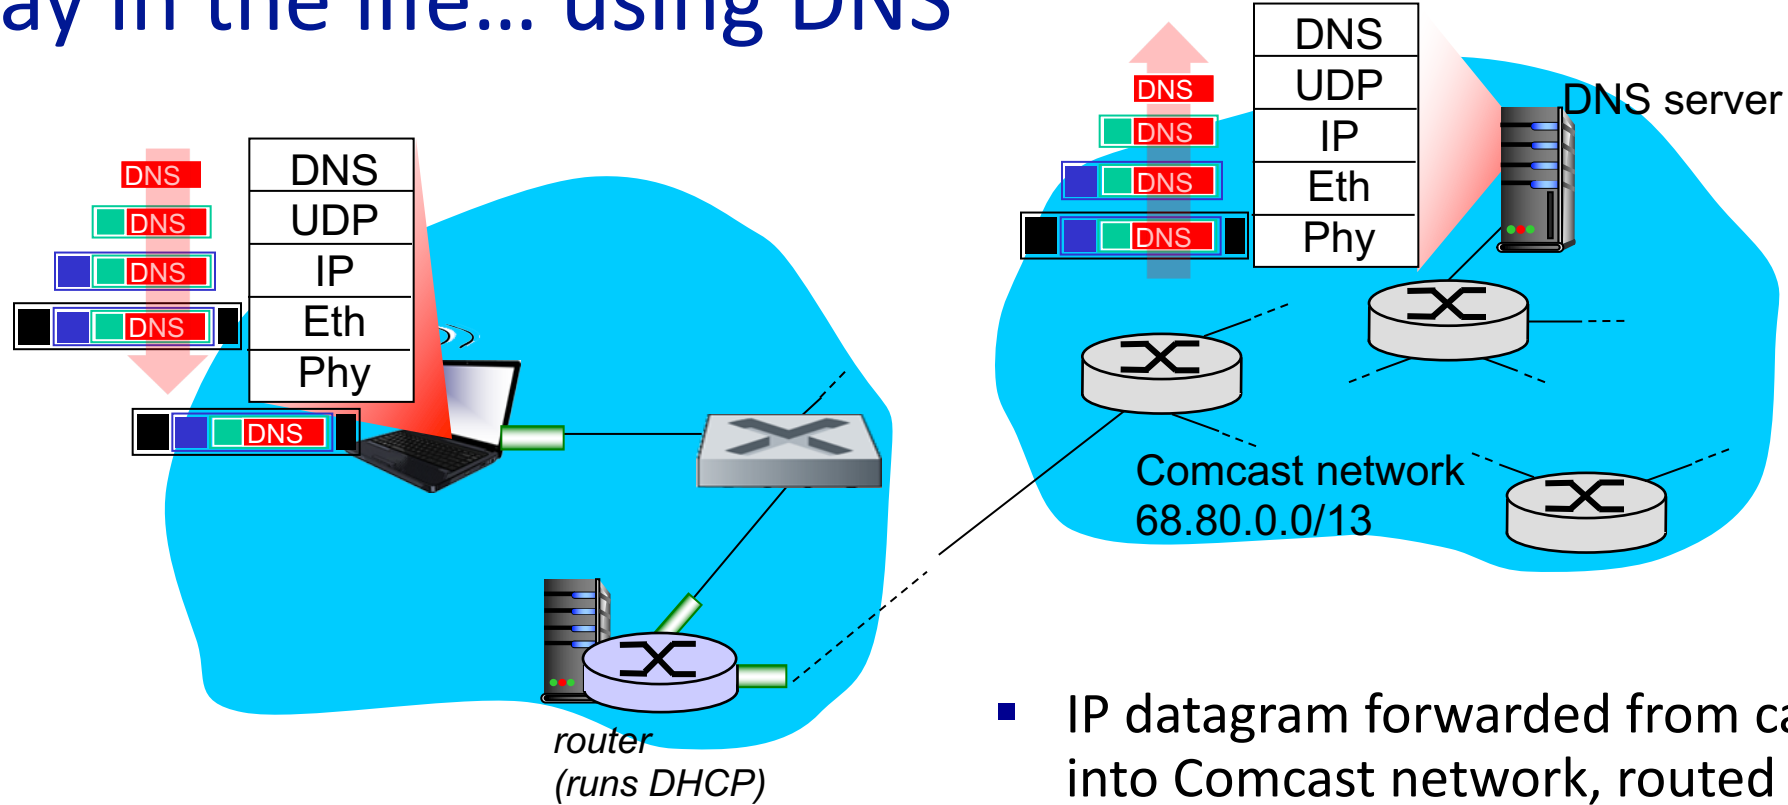 ay in the life… using DNS
DNS
DNS
DNS
DNS
DNS
UDP
IP
Eth
Phy
DNS
DNS
DNS
DNS
DNS
DNS
UDP
IP
Eth
Phy
DNS server
Comcast network
68.80.0.0/13
router
(runs DHCP)
▪ IP datagram forwarded from
into Comcast network, routed